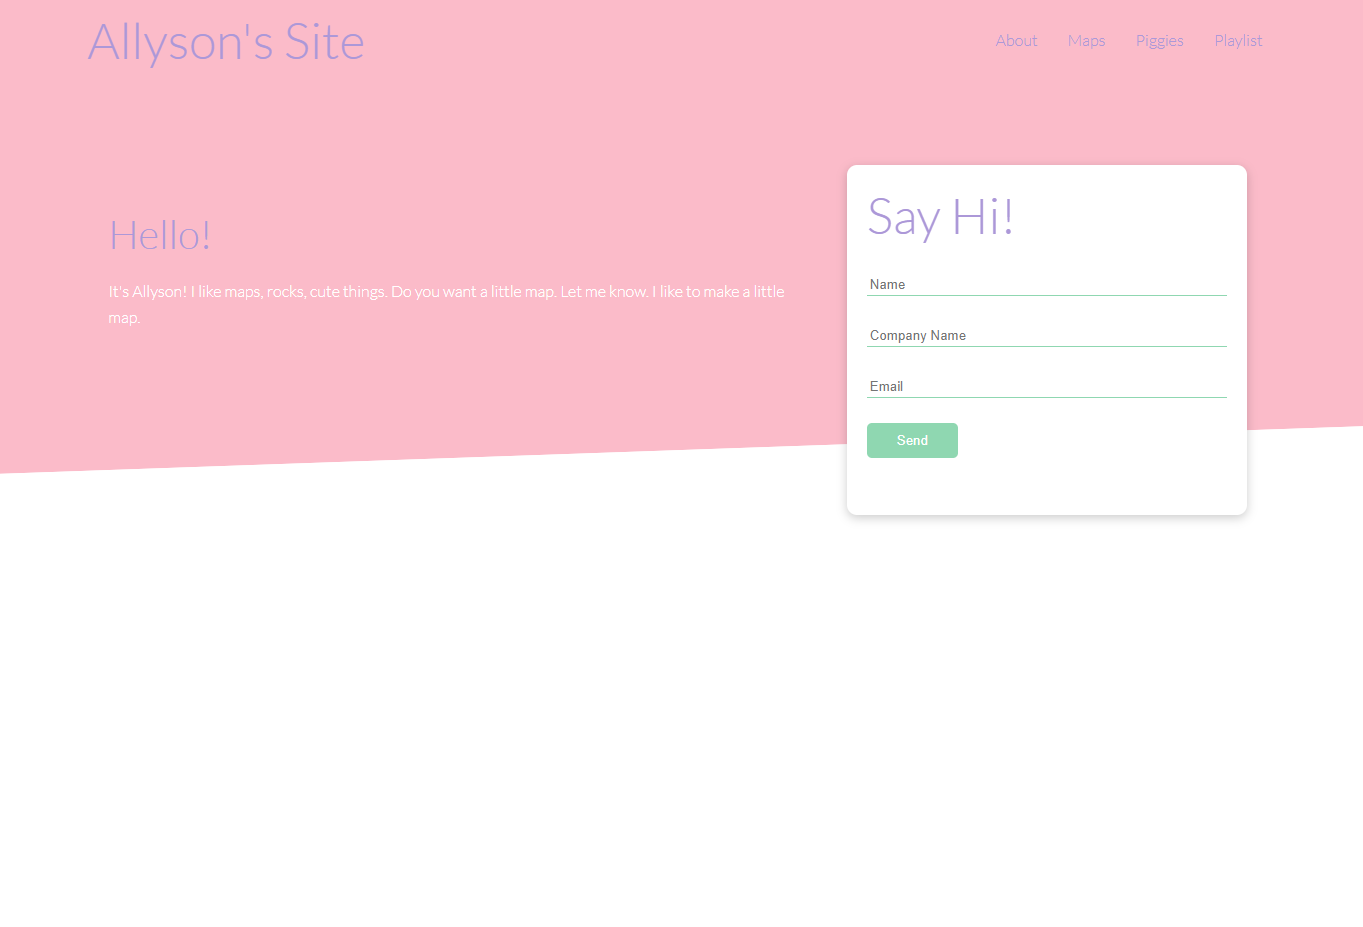 Allyson's Site
About Maps Piggies Playlist
Hello!
It's Allyson! I like maps, rocks, cute things. Do you want a little map. Let me know. I like to make a little
map.
Say Hi!
Name
Company Name
Email
Send